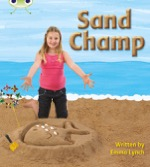 Sand
Champ
Written by
Emma Lynch